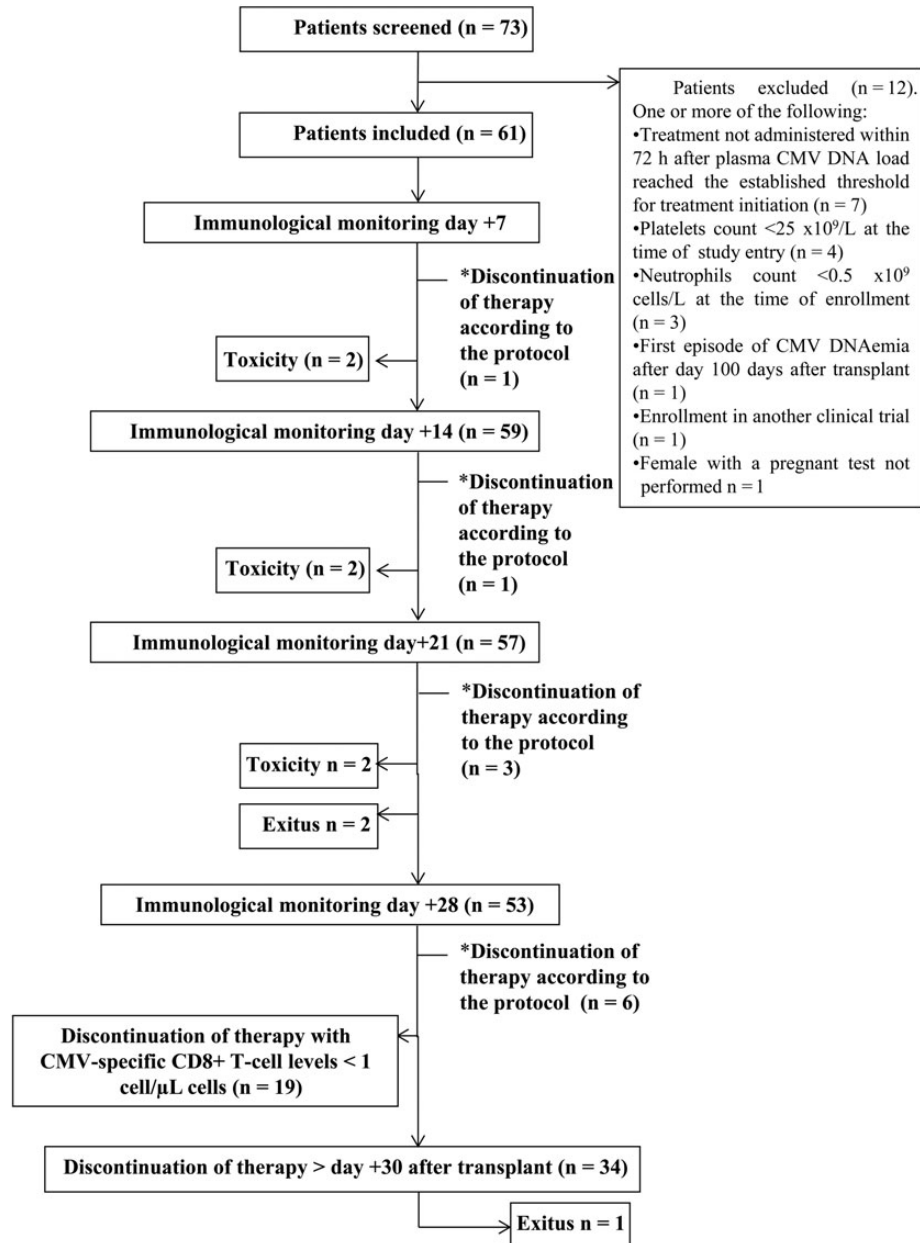 Patients screened (n = 73)
Patients excluded (n = 12).
One or more of the following:
•Treatment not administered within
72 h after plasma CMV DNA load
reached the established threshold
for treatment initiation (n = 7)
•Platelets count <25 x10⁹/L at the
time of study entry (n = 4)
•Neutrophils count <0.5 x10⁹
cells/L at the time of enrollment
(n = 3)
•First episode of CMV DNAemia
after day 100 days after transplant
(n = 1)
•Enrollment in another clinical trial
(n = 1)
•Female with a pregnant test not
performed n = 1
Patients included (n = 61)
Immunological monitoring day +7
*Discontinuation
of therapy
according to
the protocol
(n = 1)
Toxicity (n = 2)
Immunological monitoring day +14 (n = 59)
*Discontinuation
of therapy
according to
the protocol
(n = 1)
Toxicity (n = 2)
Immunological monitoring day+21 (n = 57)
*Discontinuation of
therapy according
to the protocol
(n = 3)
Toxicity n = 2
Exitus n = 2
Immunological monitoring day +28 (n = 53)
*Discontinuation of
therapy according to
the protocol (n = 6)
Discontinuation of therapy with
CMV-specific CD8+ T-cell levels < 1
cell/µL cells (n = 19)
Discontinuation of therapy > day +30 after transplant (n = 34)
Exitus n = 1